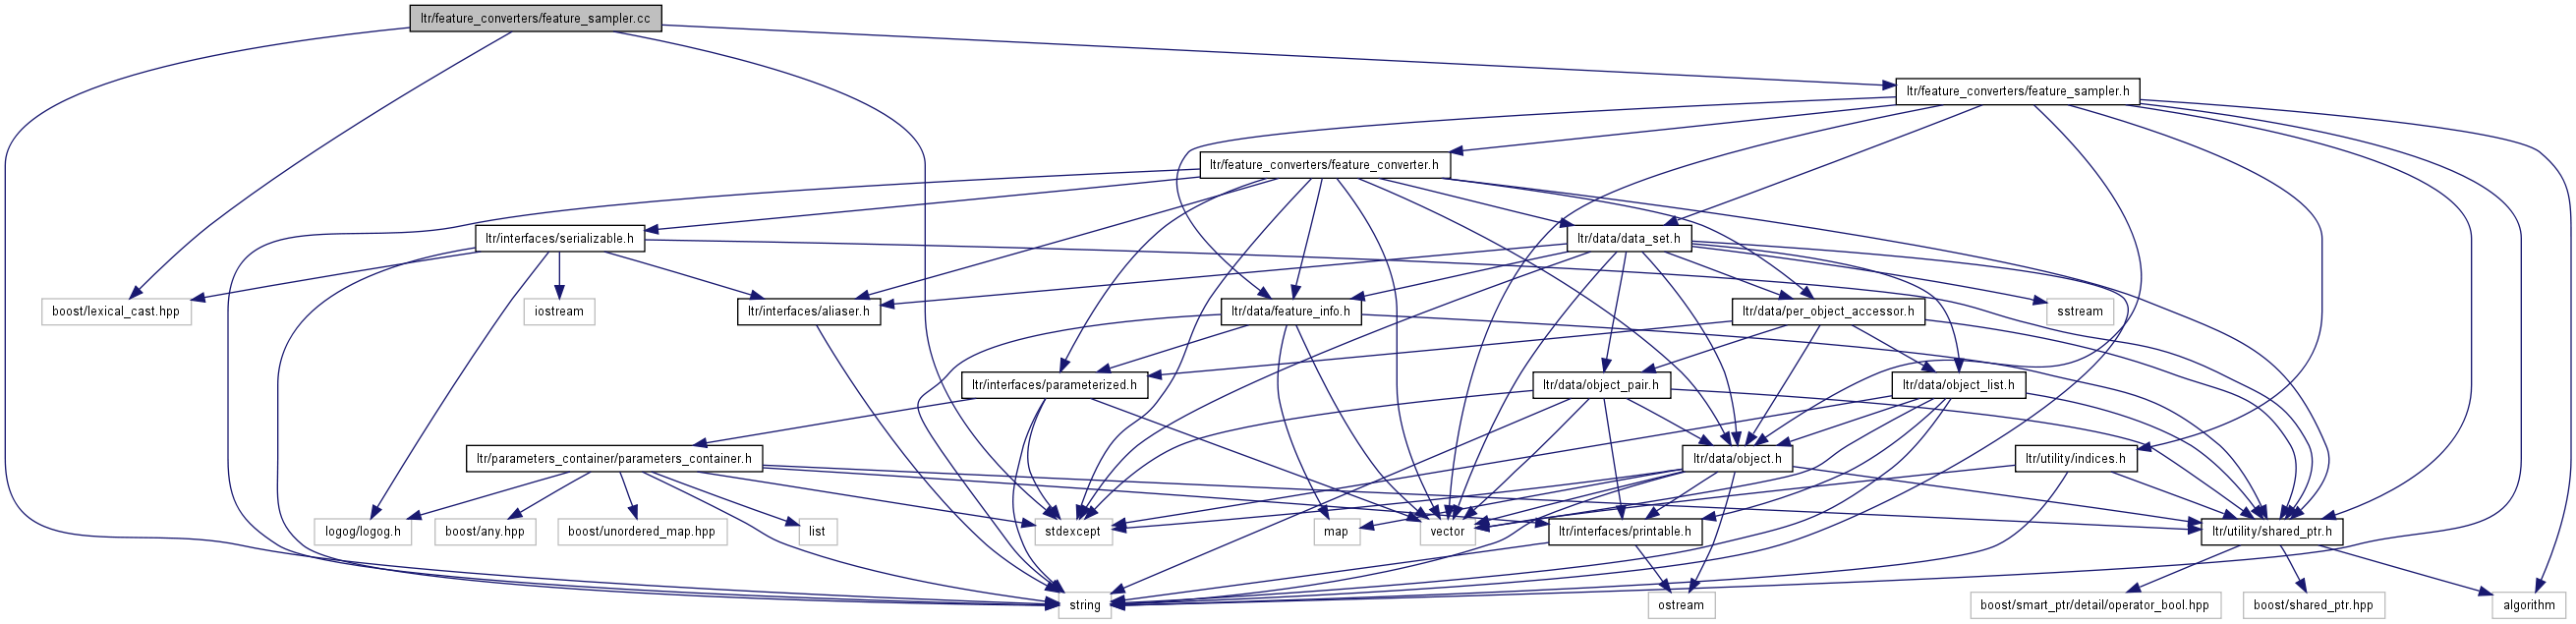 ltr/feature_converters/feature_sampler.cc
ltr/feature_converters/feature_sampler.h
ltr/feature_converters/feature_converter.h
ltr/interfaces/serializable.h
ltr/data/data_set.h
boost/lexical_cast.hpp
iostream
ltr/interfaces/aliaser.h
ltr/data/feature_info.h
ltr/data/per_object_accessor.h
sstream
ltr/interfaces/parameterized.h
ltr/data/object_pair.h
ltr/data/object_list.h
ltr/parameters_container/parameters_container.h
ltr/data/object.h
ltr/utility/indices.h
logog/logog.h
boost/any.hpp
boost/unordered_map.hpp
list
stdexcept
map
vector
ltr/interfaces/printable.h
ltr/utility/shared_ptr.h
string
ostream
boost/smart_ptr/detail/operator_bool.hpp
boost/shared_ptr.hpp
algorithm